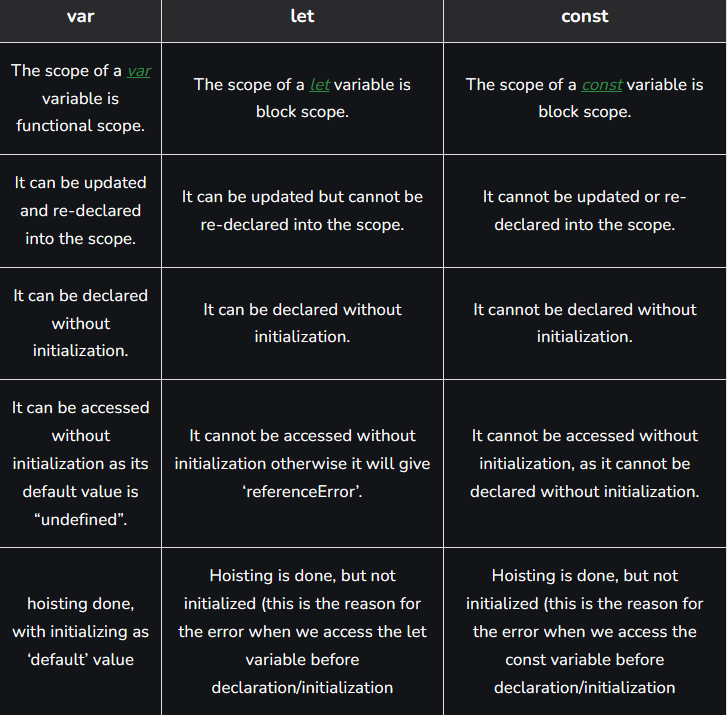 var
let
const
The scope of a var
variable is
functional scope.
The scope of a let variable is
block scope.
The scope of a const variable is
block scope.
It can be updated
and re-declared
into the scope.
It can be updated but cannot be
re-declared into the scope.
It cannot be updated or re-
declared into the scope.
It can be declared
without
initialization.
It can be declared without
initialization.
It cannot be declared without
initialization.
It can be accessed
without
initialization as its
default value is
“undefined”.
It cannot be accessed without
initialization otherwise it will give
‘referenceError’.
It cannot be accessed without
initialization, as it cannot be
declared without initialization.
hoisting done,
with initializing as
‘default’ value
Hoisting is done, but not
initialized (this is the reason for
the error when we access the let
variable before
declaration/initialization
Hoisting is done, but not
initialized (this is the reason for
the error when we access the
const variable before
declaration/initialization